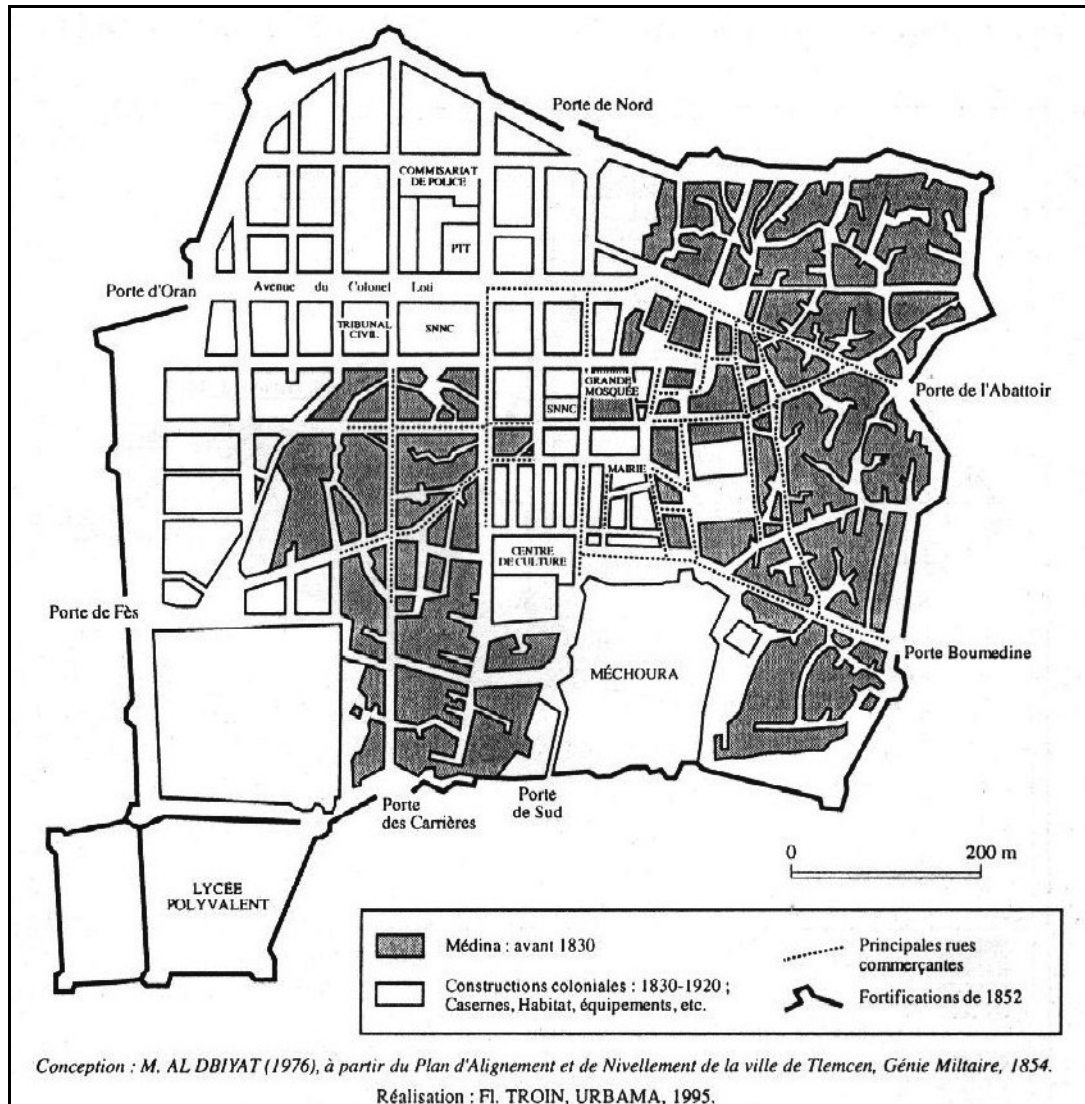 Porte de Nord
COMMISARIAT
DE POLICE
PTT
Porte d'Oran
Avenue du Colonel Loti
TRIBUNAL
CIVIL
SNNC
GRANDE
MOSQUÉE
Porte de l'Abattoir
SNNC
MAIRIE
CENTRE
DE CULTURE
Porte de Fès
Porte Boumedine
MÉCHOURA
Porte
des Carrières
Porte
de Sud
0 200 m
LYCÉE
POLYVALENT
Médina : avant 1830
Constructions coloniales : 1830-1920 ;
Casernes, Habitat, équipements, etc.
Principales rues
commerçantes
Fortifications de 1852
Conception : M. AL DBIYAT (1976), à partir du Plan d'Alignement et de Nivellement de la ville de Tlemcen, Génie Miltaire, 1854.
Réalisation : Fl. TROIN, URBAMA, 1995.